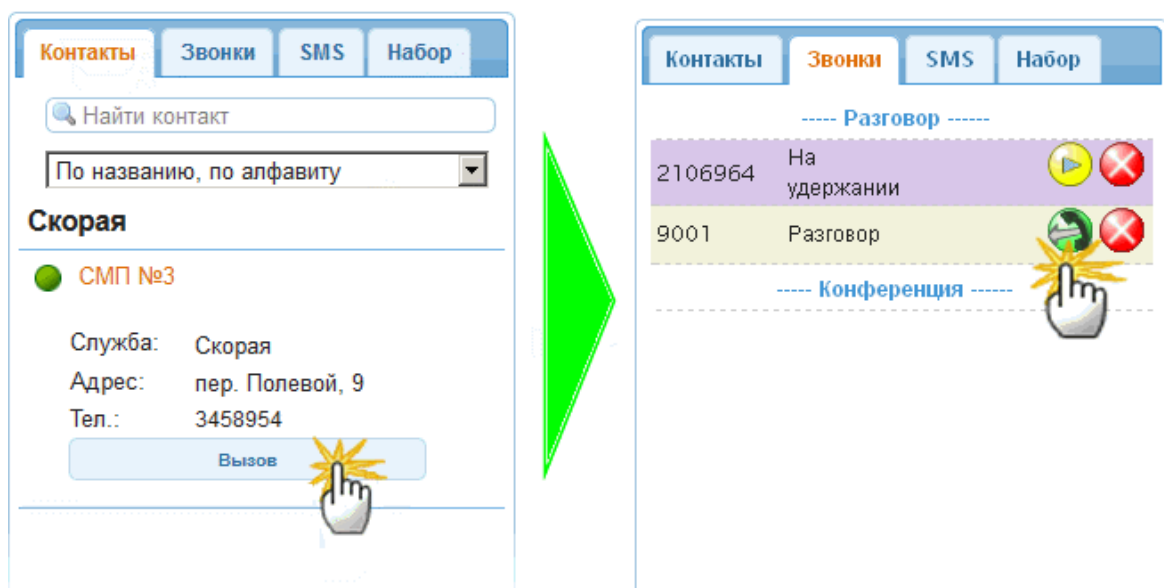 Контакты Звонки SMS Набор
Найти контакт
По названию, по алфавиту
Скорая
СМП №3
Служба: Скорая
Адрес: пер. Полевой, 9
Тел.: 3458954
Вызов
Контакты Звонки SMS Набор
----- Разговор ------
2106964 На
удержании
9001 Разговор
----- Конференция ------